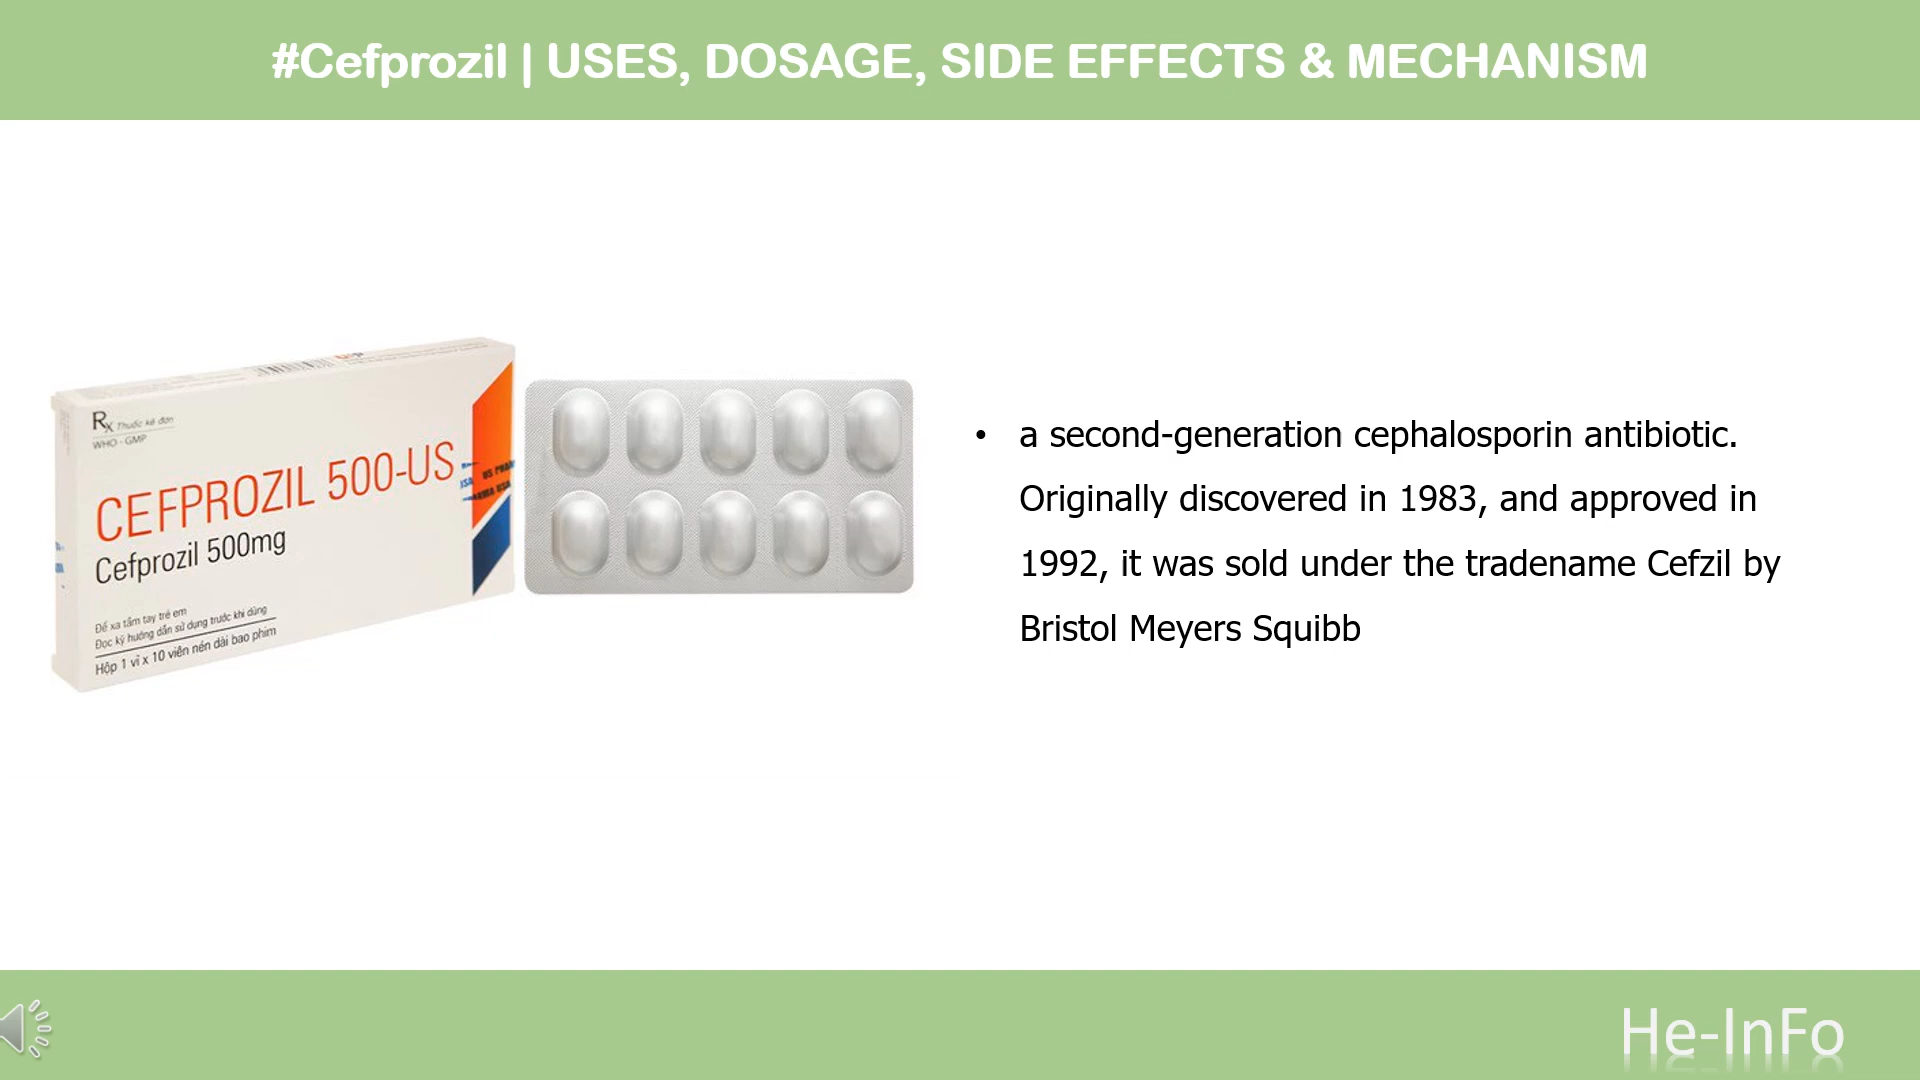 #Cefprozil | USES, DOSAGE, SIDE EFFECTS & MECHANISM
Rx Thuốc kê đơn
WHO - GMP
CEFPROZIL 500-US
Cefprozil 500mg
Để xa tầm tay trẻ em
Đọc kỹ hướng dẫn sử dụng trước khi dùng
Hộp 1 vỉ x 10 viên nén dài bao phim
• a second-generation cephalosporin antibiotic.
Originally discovered in 1983, and approved in
1992, it was sold under the tradename Cefzil by
Bristol Meyers Squibb
He-InFo